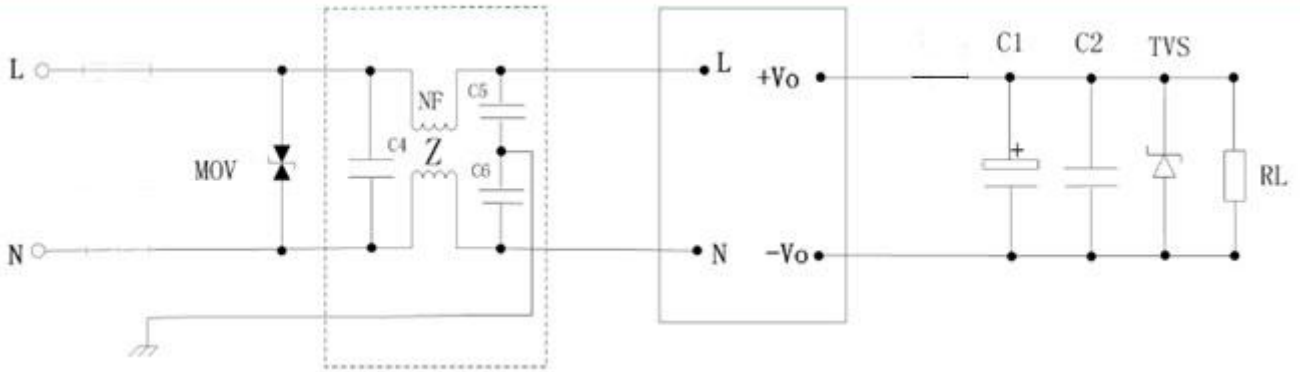 C1 C2 TVS
L L +Vo
C5
NF
C4
Z
MOV
C6
RL
N N -Vo